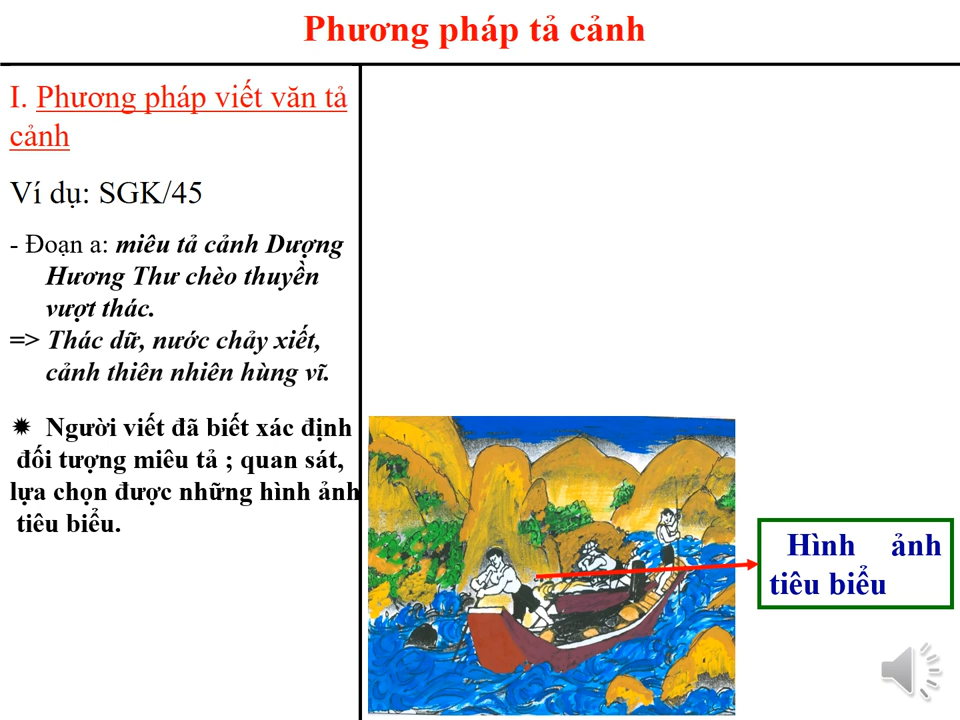 Phương pháp tả cảnh
I. Phương pháp viết văn tả
cảnh
Ví dụ: SGK/45
- Đoạn a: miêu tả cảnh Dượng
Hương Thư chèo thuyền
vượt thác.
=> Thác dữ, nước chảy xiết,
cảnh thiên nhiên hùng vĩ.
✹ Người viết đã biết xác định
đối tượng miêu tả ; quan sát,
lựa chọn được những hình ảnh
tiêu biểu.
Hình ảnh
tiêu biểu